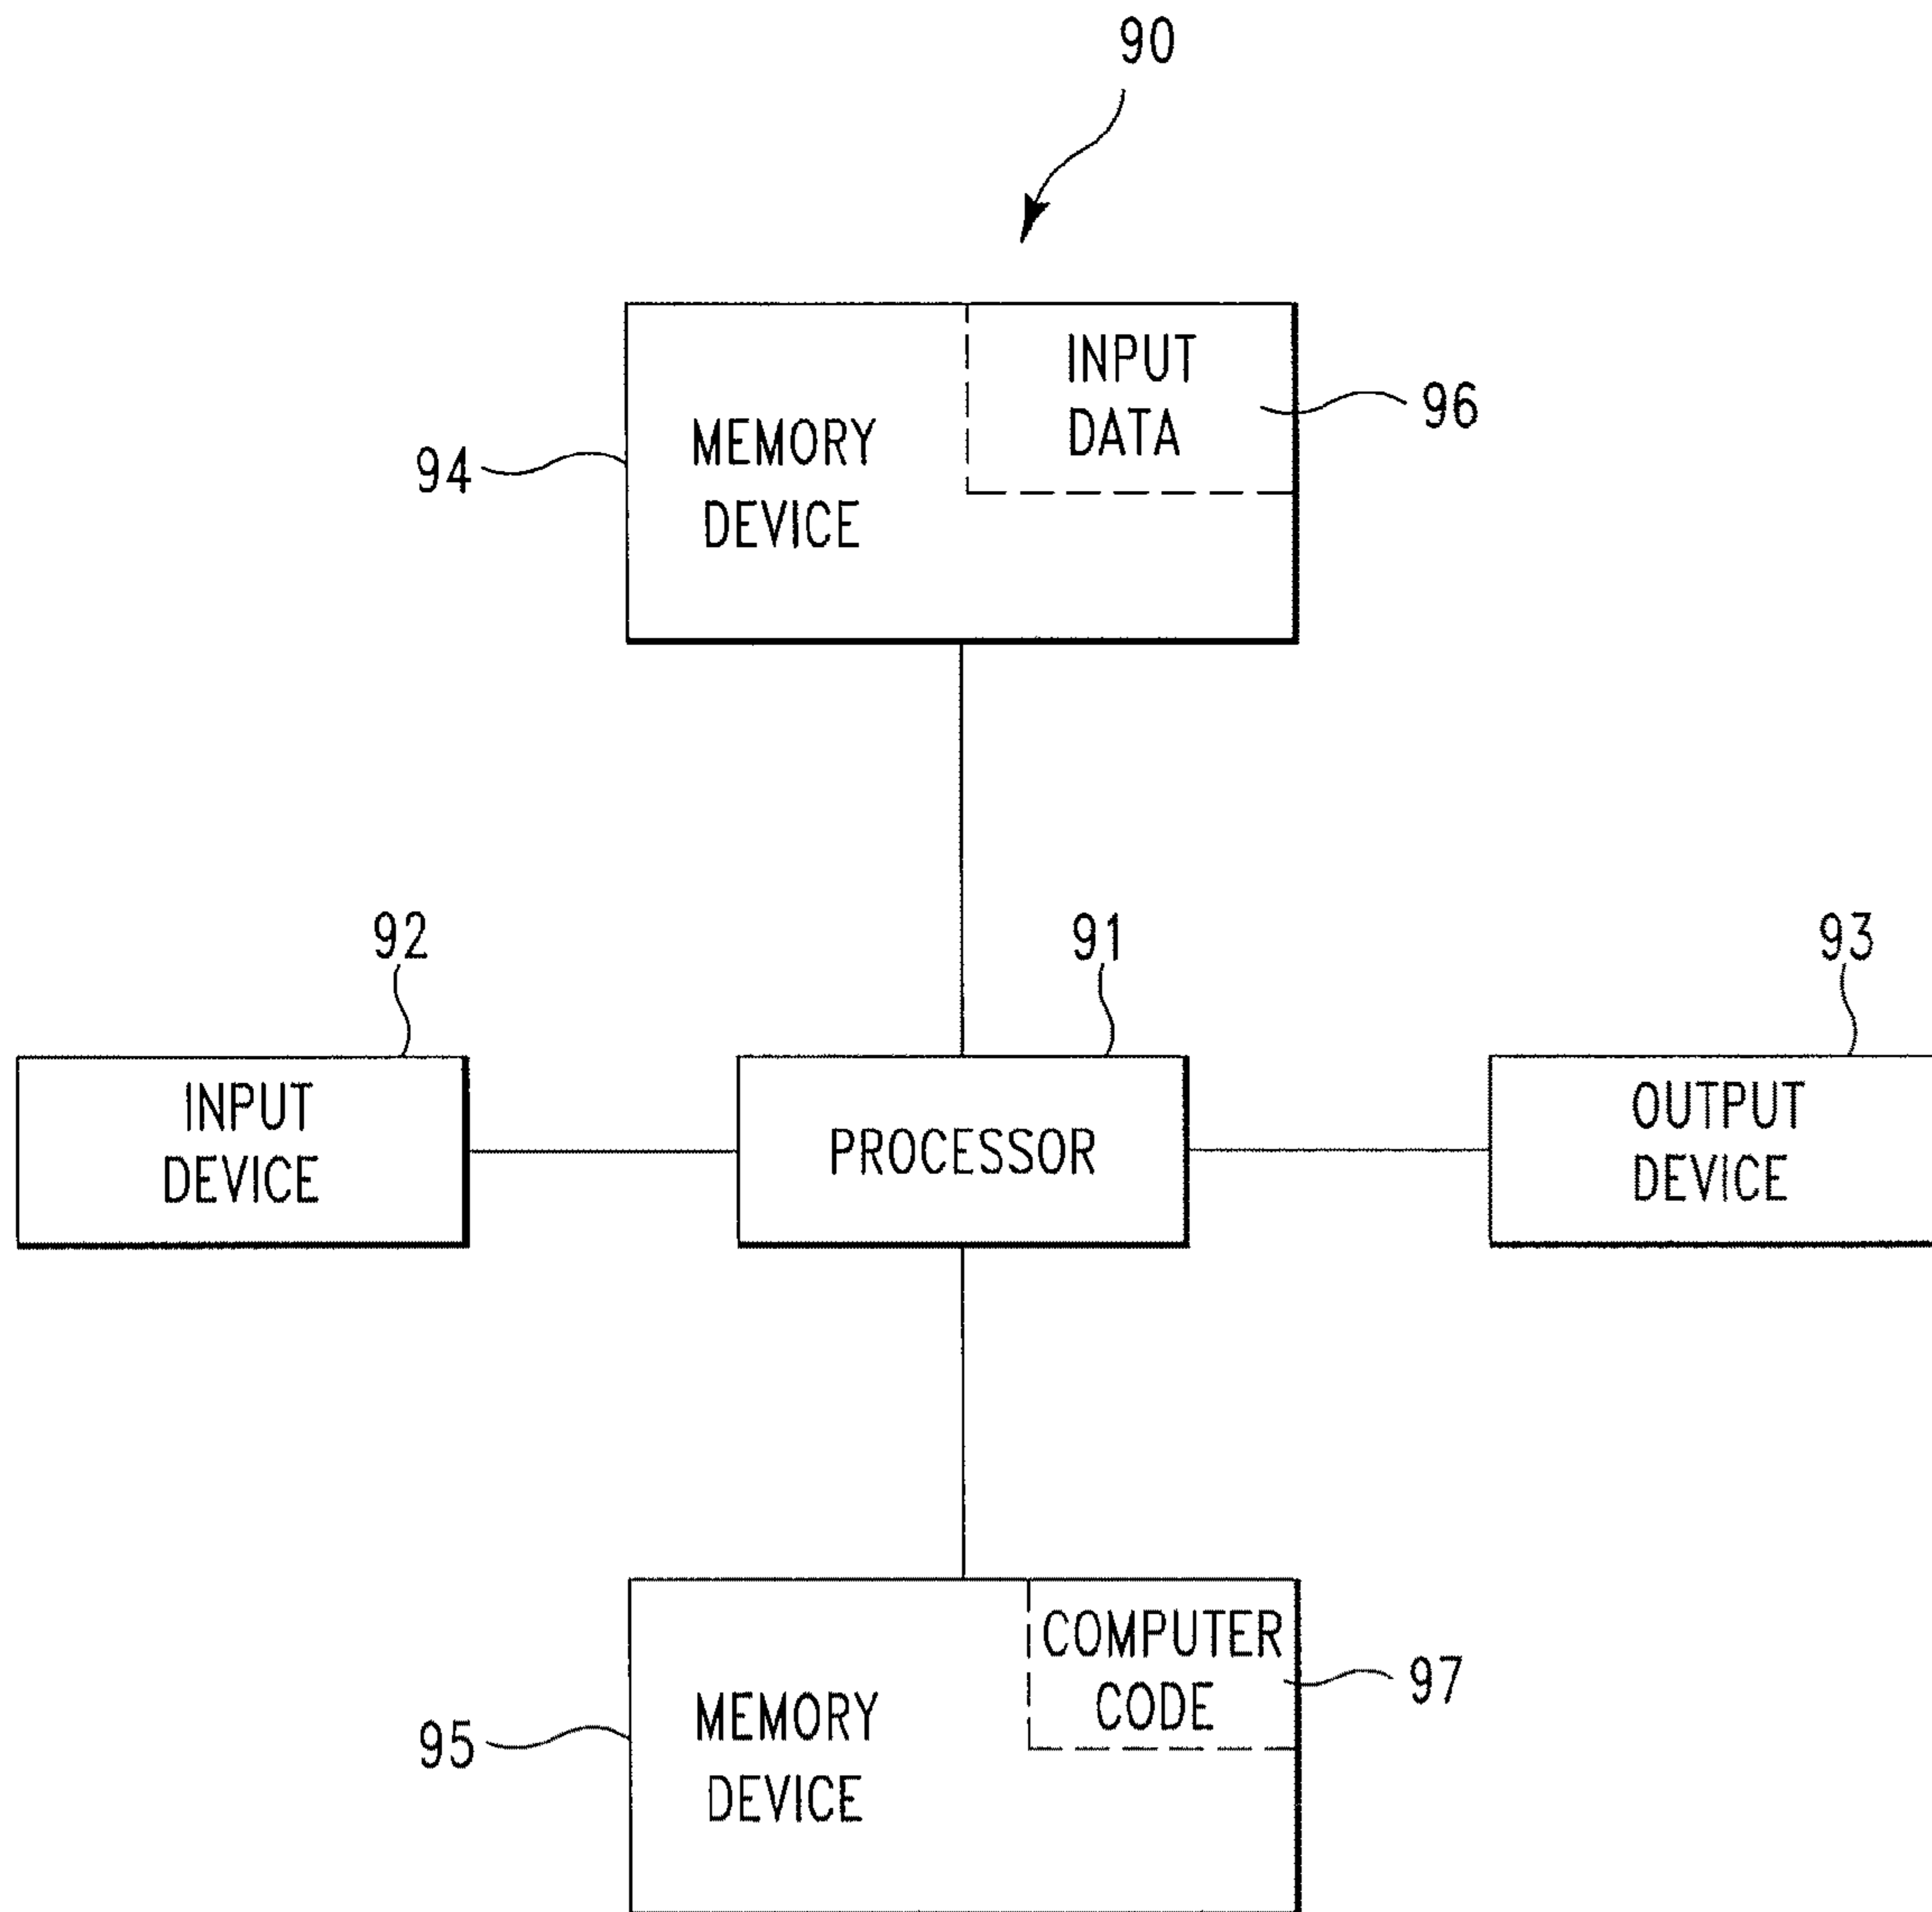 90
INPUT
DATA
96
94
MEMORY
DEVICE
92
91
93
INPUT
DEVICE
PROCESSOR
OUTPUT
DEVICE
COMPUTER
CODE
97
95
MEMORY
DEVICE